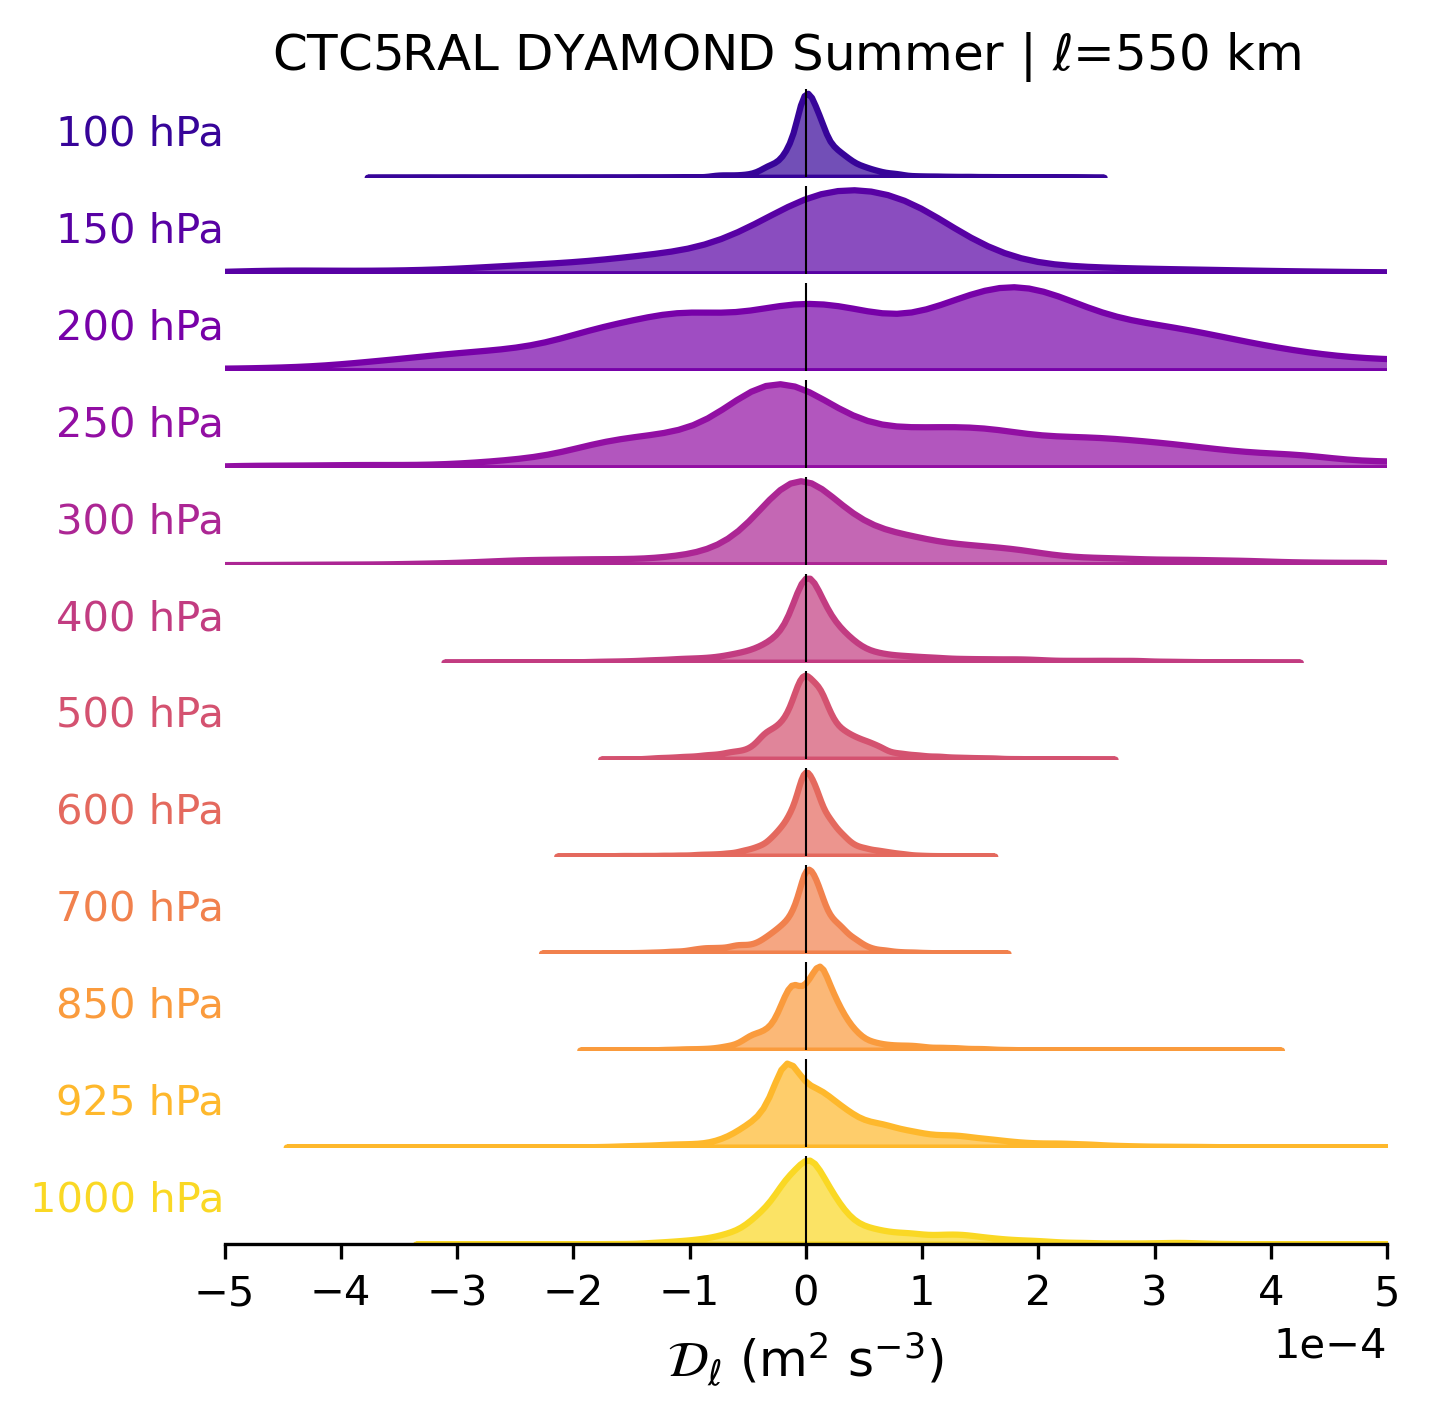 CTC5RAL DYAMOND Summer | ℓ=550 km
100 hPa
150 hPa
200 hPa
250 hPa
300 hPa
400 hPa
500 hPa
600 hPa
700 hPa
850 hPa
925 hPa
1000 hPa
−5 −4 −3 −2 −1 0 1 2 3 4 5
1e−4
𝒟ℓ (m² s⁻³)